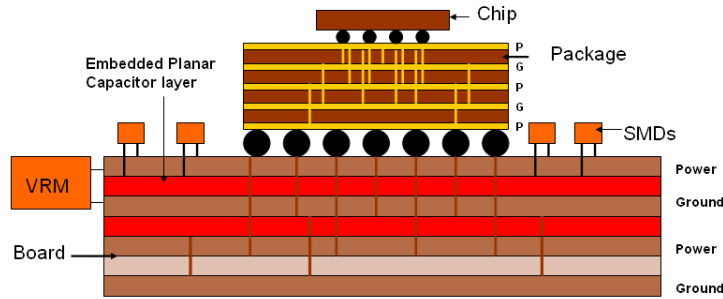 Chip
P
Package
G
P
G
P
Embedded Planar
Capacitor layer
SMDs
VRM
Power
Ground
Board
Power
Ground